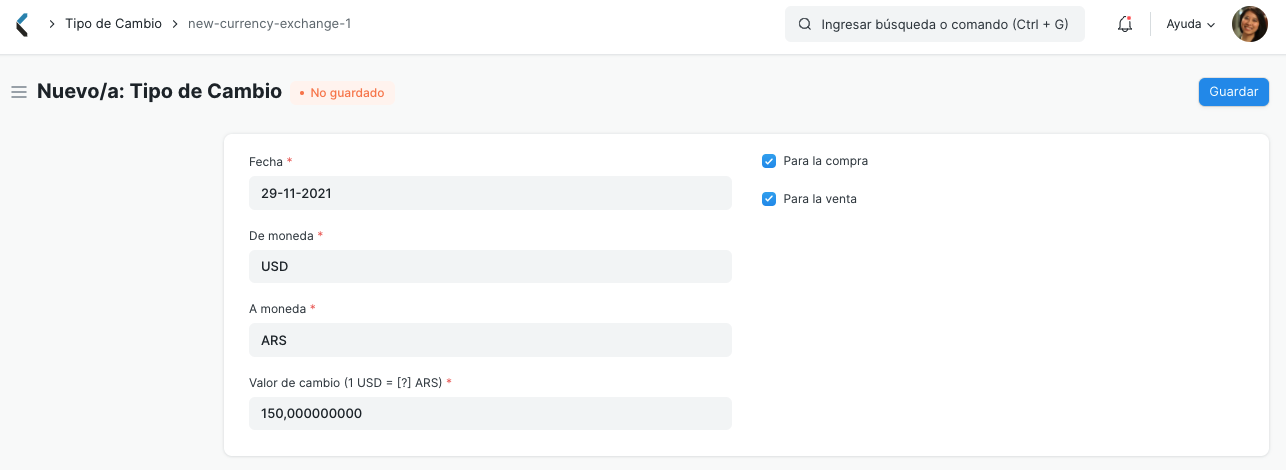 Tipo de Cambio new-currency-exchange-1
Ingresar búsqueda o comando (Ctrl + G)
Ayuda
Nuevo/a: Tipo de Cambio
No guardado
Guardar
Fecha *
29-11-2021
De moneda *
USD
A moneda *
ARS
Valor de cambio (1 USD = [?] ARS) *
150,000000000
Para la compra
Para la venta